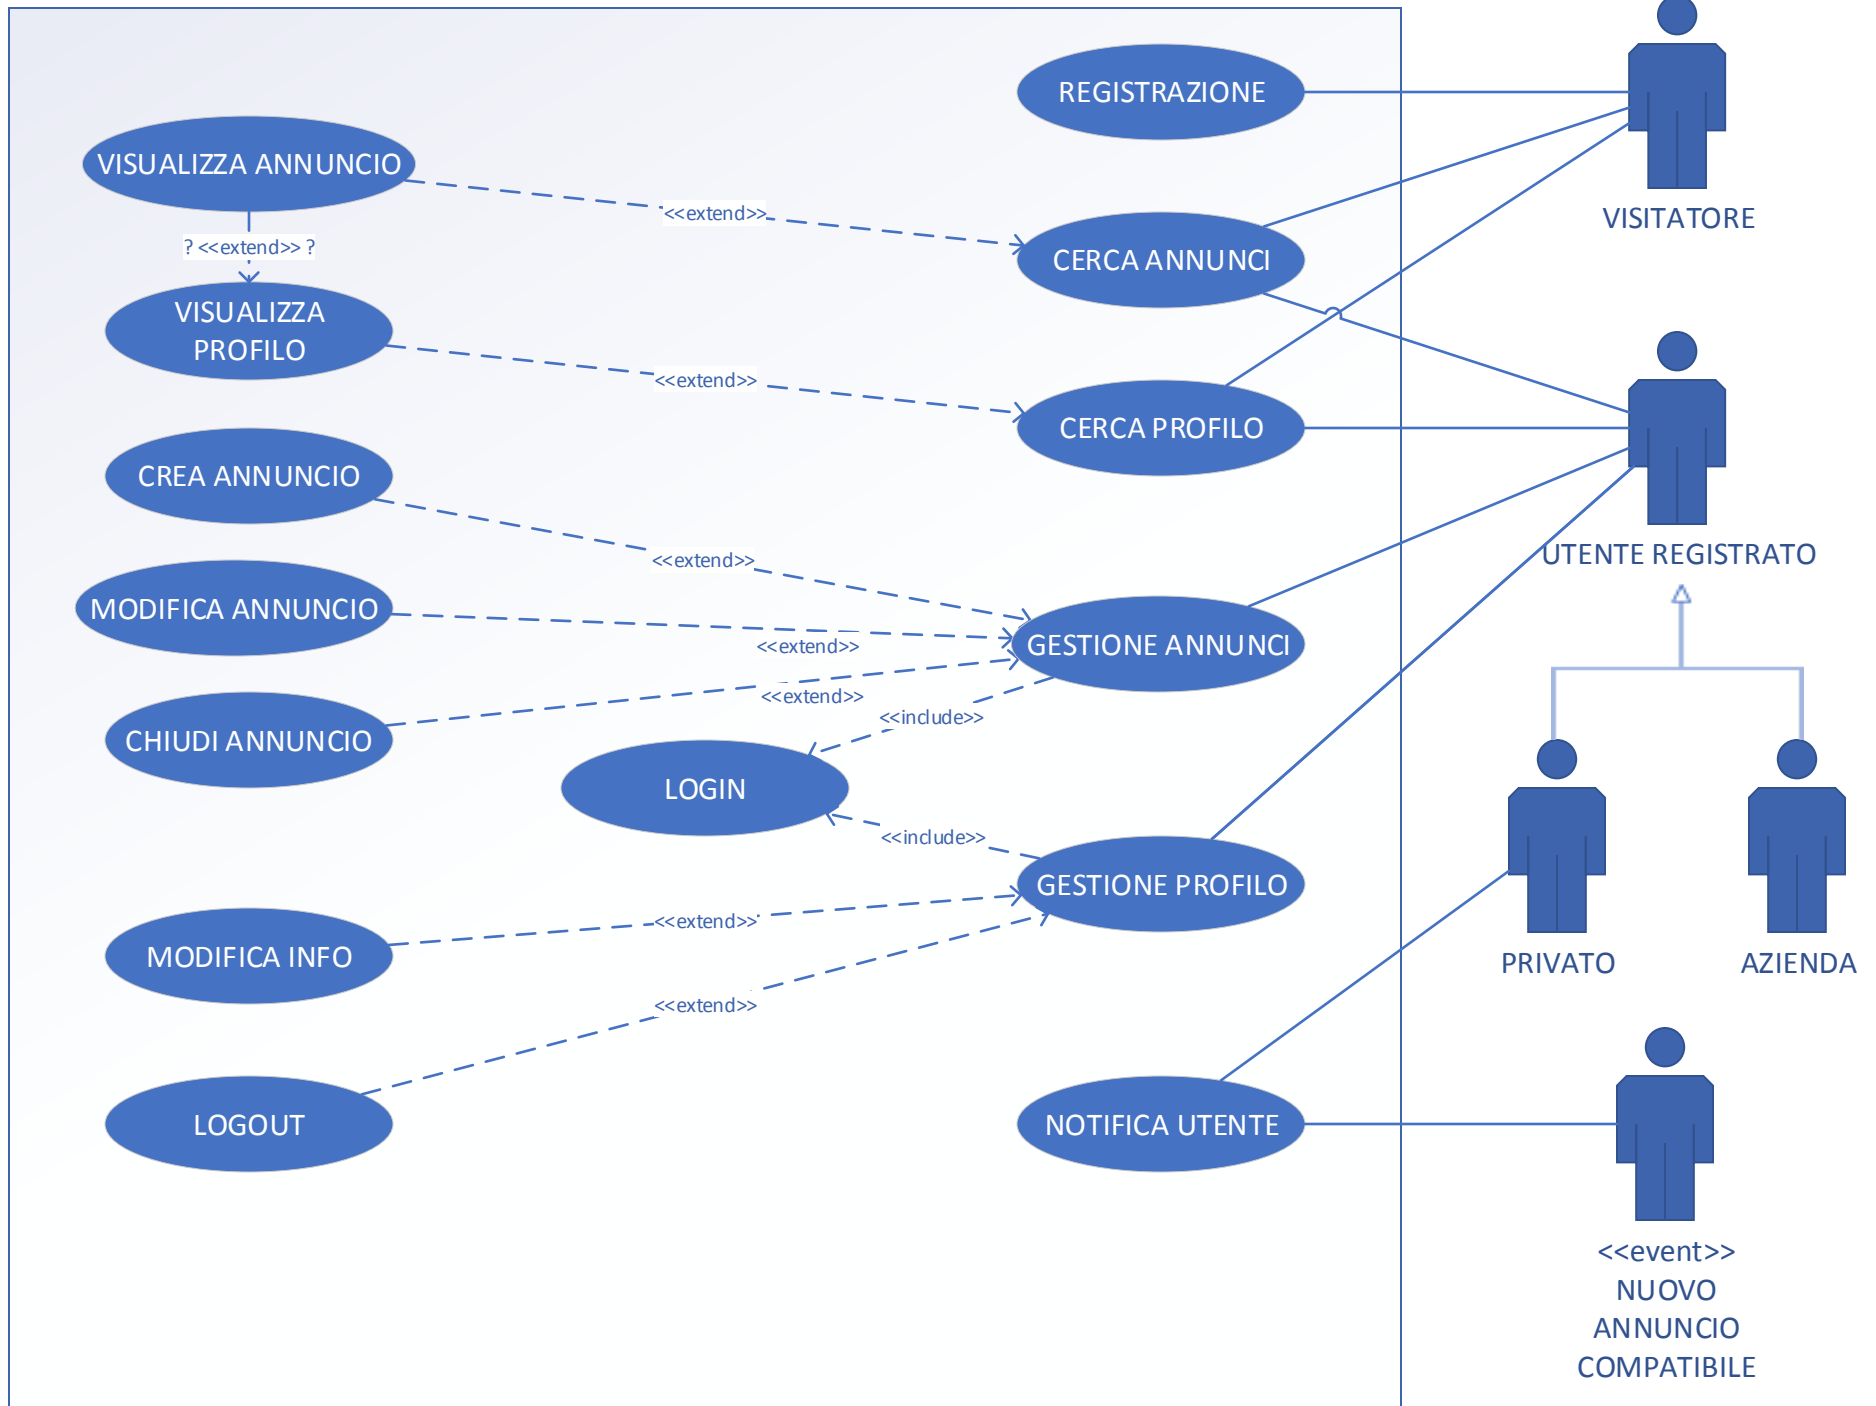 REGISTRAZIONE
VISUALIZZA ANNUNCIO
<<extend>>
VISITATORE
? <<extend>> ?
CERCA ANNUNCI
VISUALIZZA
PROFILO
<<extend>>
CERCA PROFILO
CREA ANNUNCIO
<<extend>>
UTENTE REGISTRATO
MODIFICA ANNUNCIO
<<extend>>
GESTIONE ANNUNCI
<<extend>>
<<include>>
CHIUDI ANNUNCIO
LOGIN
<<include>>
GESTIONE PROFILO
<<extend>>
MODIFICA INFO
PRIVATO
AZIENDA
<<extend>>
LOGOUT
NOTIFICA UTENTE
<<event>>
NUOVO
ANNUNCIO
COMPATIBILE